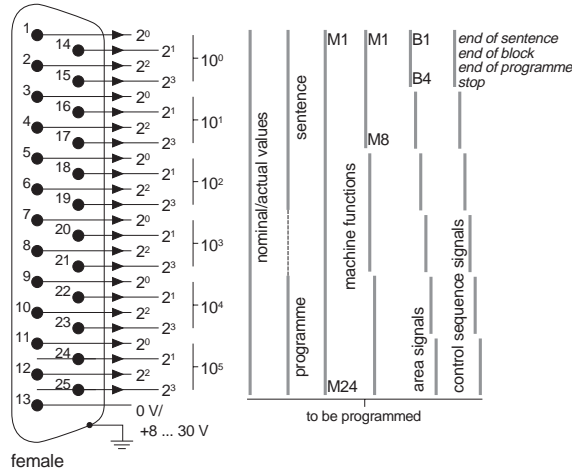 1 2⁰
14 2¹
2 2² 10⁰
15 2³
3 2⁰
16 2¹
4 2² 10¹
17 2³
5 2⁰
18 2¹
6 2² 10²
19 2³
7 2⁰
20 2¹
8 2² 10³
21 2³
9 2⁰
22 2¹
10 2² 10⁴
23 2³
11 2⁰
24 2¹
12 2² 10⁵
25 2³
13 0 V/
+8 ... 30 V
female
nominal/actual values
sentence
programme
M1
M24
machine functions
M1
M8
B1
B4
area signals
end of sentence
end of block
end of programme
stop
control sequence signals
to be programmed